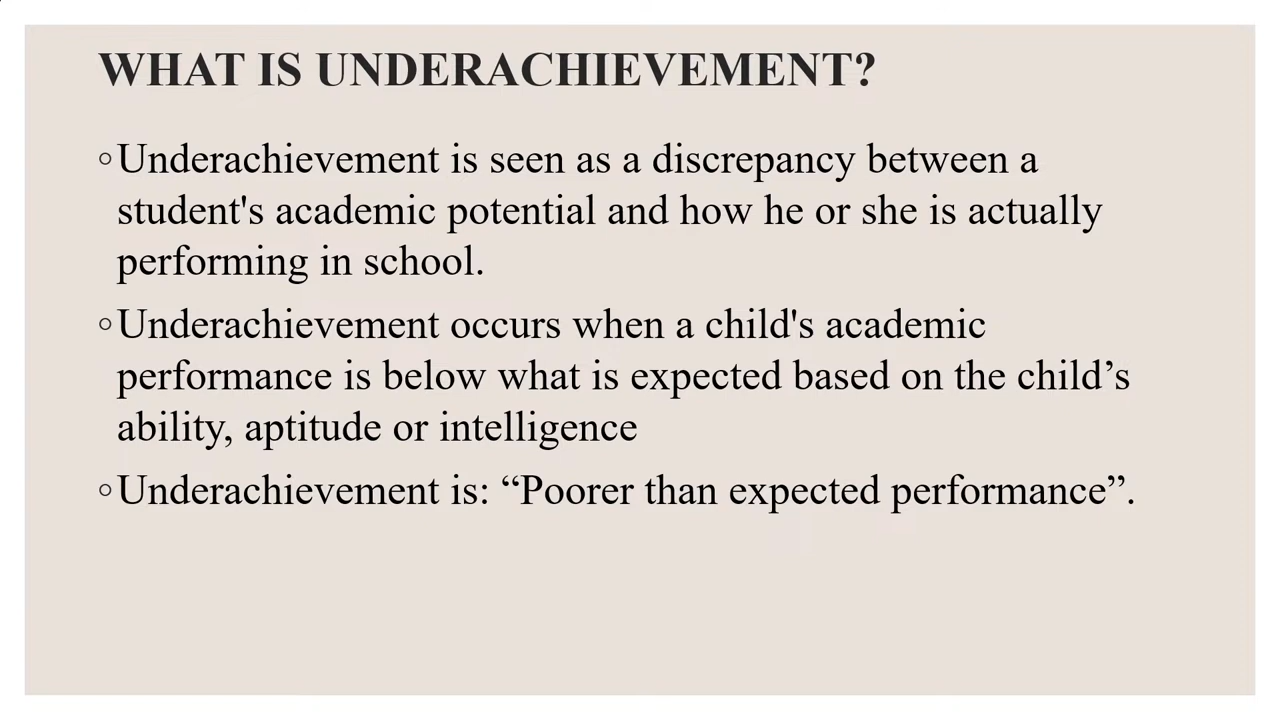 WHAT IS UNDERACHIEVEMENT?
◦Underachievement is seen as a discrepancy between a
student's academic potential and how he or she is actually
performing in school.
◦Underachievement occurs when a child's academic
performance is below what is expected based on the child’s
ability, aptitude or intelligence
◦Underachievement is: “Poorer than expected performance”.